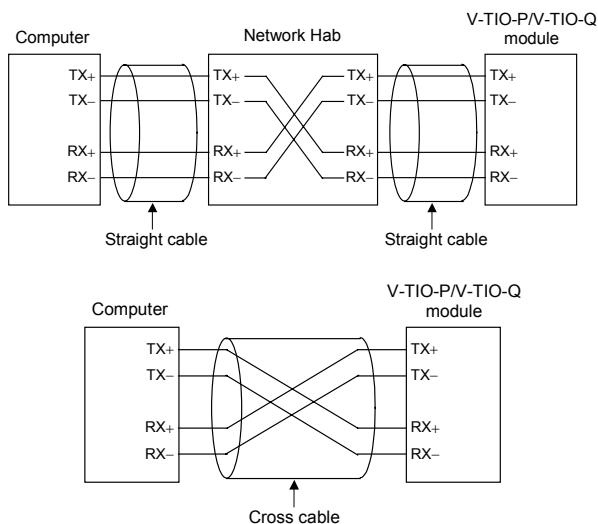 Computer
Network Hab
V-TIO-P/V-TIO-Q
module
TX+ TX+ TX+ TX+
TX− TX− TX− TX−
RX+ RX+ RX+ RX+
RX− RX− RX− RX−
Straight cable
Straight cable
Computer
V-TIO-P/V-TIO-Q
module
TX+ TX+
TX− TX−
RX+ RX+
RX− RX−
Cross cable